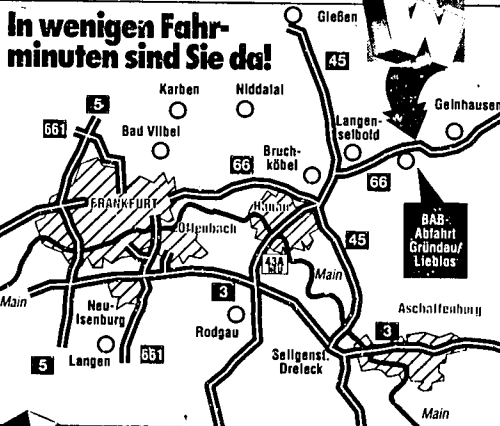 In wenigen Fahr-
minuten sind Sie da!
Gießen
45
Karben
Niddatal
5
661
Bad Vilbel
Langen-
selbold
Gelnhausen
Bruch-
köbel
66
66
FRANKFURT
Hanau
Offenbach
BAB-
Abfahrt
Gründau/
Lieblos
45
43A
Main
Main
3
Aschaffenburg
Neu-
Isenburg
Rodgau
3
Langen
5
661
Seligenst.
Dreieck
Main